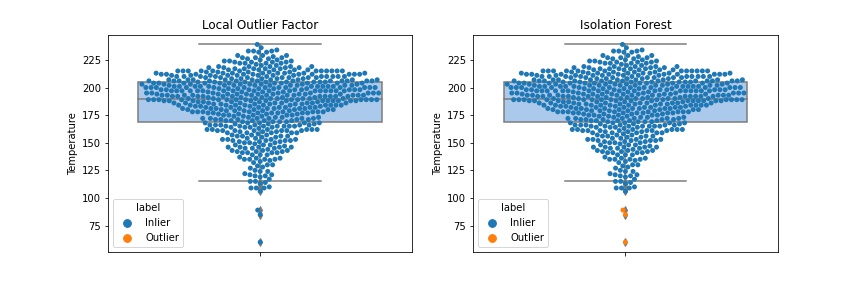 Local Outlier Factor
Temperature
225
200
175
150
125
100
75
label
Inlier
Outlier
Isolation Forest
Temperature
225
200
175
150
125
100
75
label
Inlier
Outlier